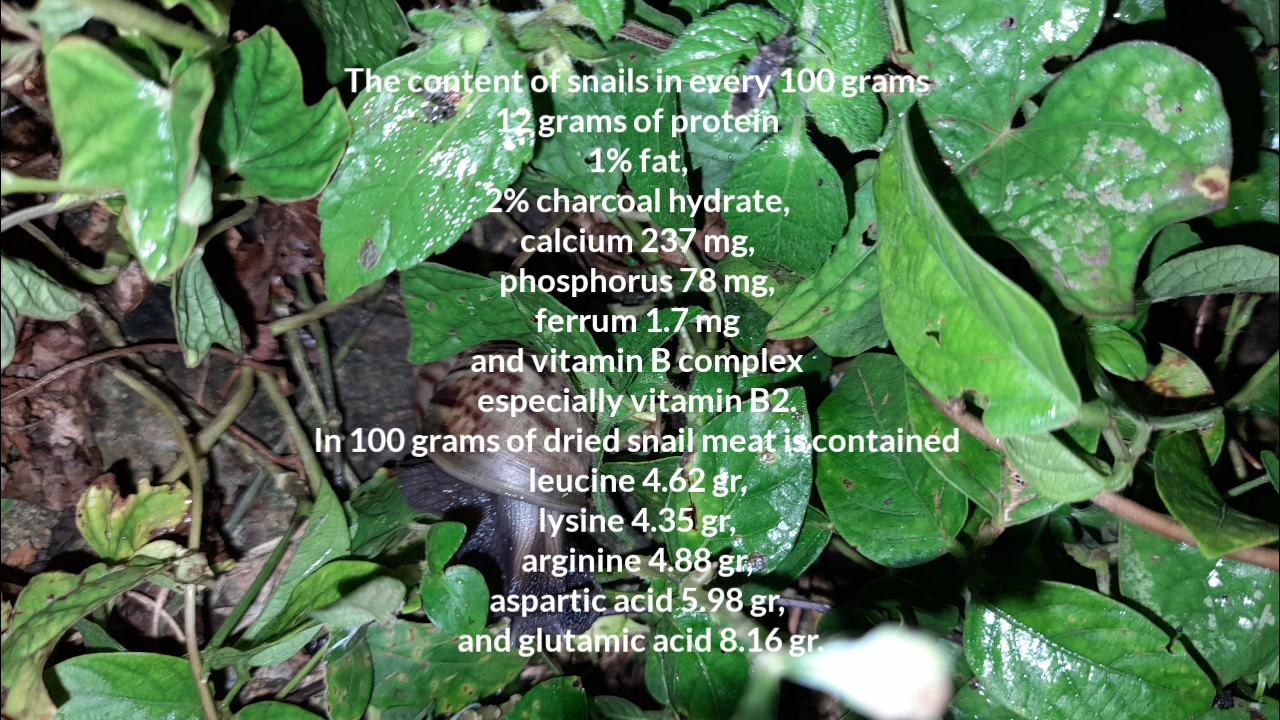 The content of snails in every 100 grams
12 grams of protein
1% fat,
2% charcoal hydrate,
calcium 237 mg,
phosphorus 78 mg,
ferrum 1.7 mg
and vitamin B complex
especially vitamin B2.
In 100 grams of dried snail meat is contained
leucine 4.62 gr,
lysine 4.35 gr,
arginine 4.88 gr,
aspartic acid 5.98 gr,
and glutamic acid 8.16 gr.